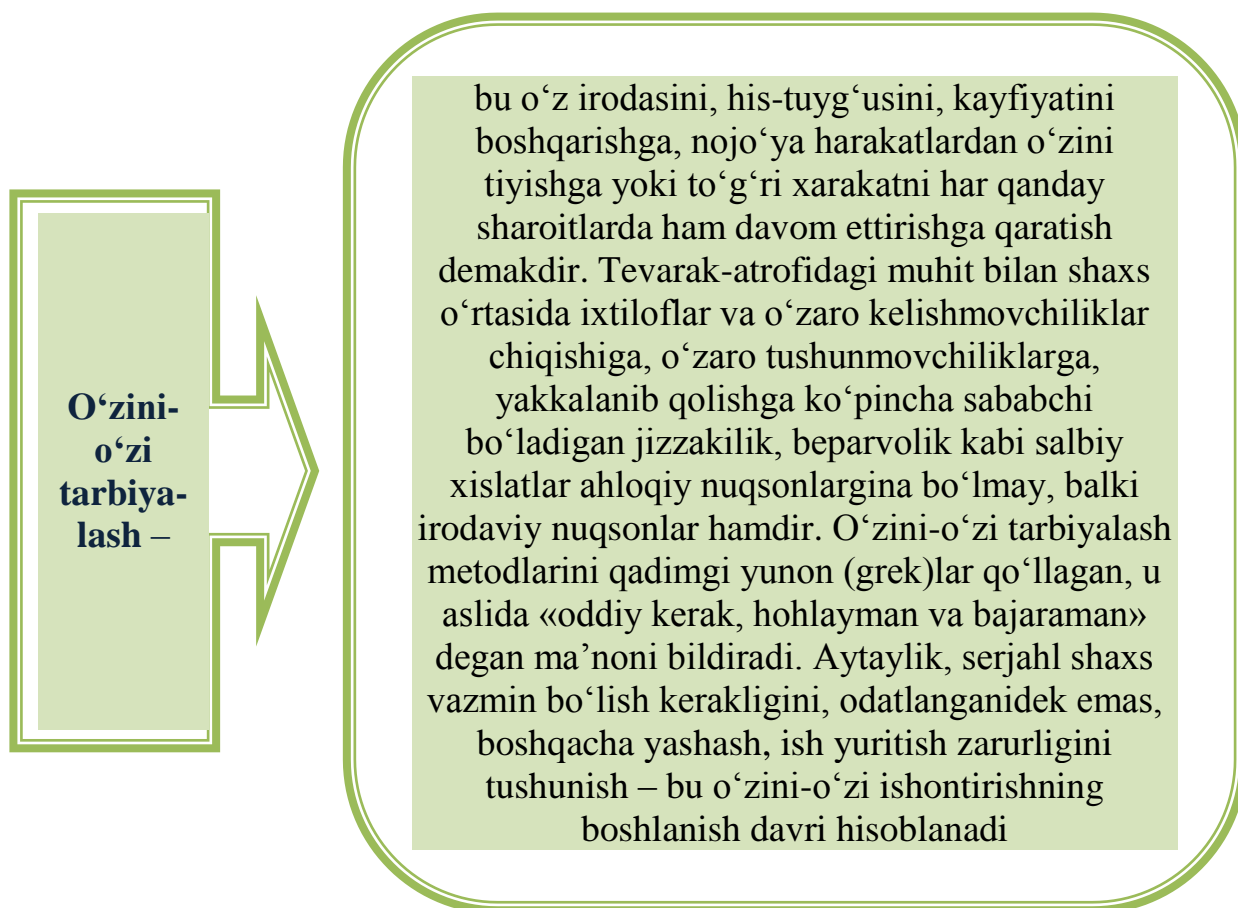 O‘zini-
o‘zi
tarbiya-
lash –
bu o‘z irodasini, his-tuyg‘usini, kayfiyatini
boshqarishga, nojo‘ya harakatlardan o‘zini
tiyishga yoki to‘g‘ri xarakatni har qanday
sharoitlarda ham davom ettirishga qaratish
demakdir. Tevarak-atrofidagi muhit bilan shaxs
o‘rtasida ixtiloflar va o‘zaro kelishmovchiliklar
chiqishiga, o‘zaro tushunmovchiliklarga,
yakkalanib qolishga ko‘pincha sababchi
bo‘ladigan jizzakilik, beparvolik kabi salbiy
xislatlar ahloqiy nuqsonlargina bo‘lmay, balki
irodaviy nuqsonlar hamdir. O‘zini-o‘zi tarbiyalash
metodlarini qadimgi yunon (grek)lar qo‘llagan, u
aslida «oddiy kerak, hohlayman va bajaraman»
degan ma’noni bildiradi. Aytaylik, serjahl shaxs
vazmin bo‘lish kerakligini, odatlanganidek emas,
boshqacha yashash, ish yuritish zarurligini
tushunish – bu o‘zini-o‘zi ishontirishning
boshlanish davri hisoblanadi